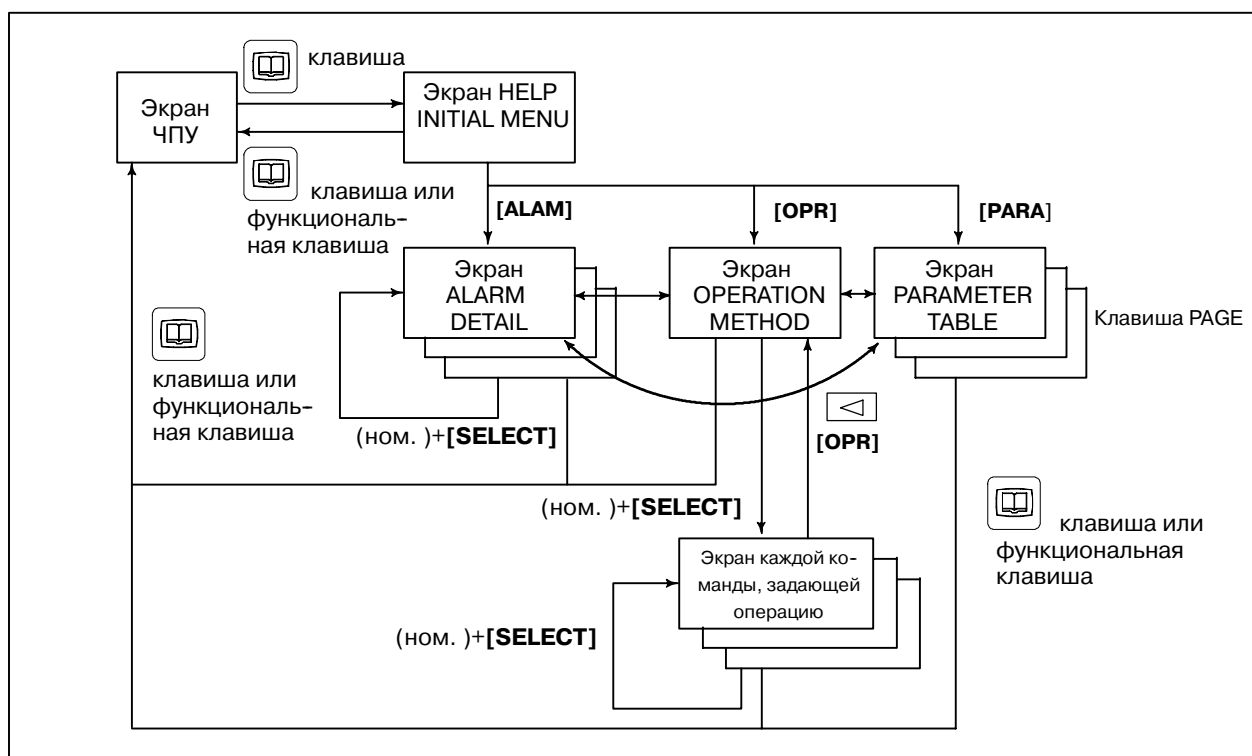 клавиша
Экран
ЧПУ
Экран HELP
INITIAL MENU
клавиша или
функциональ-
ная клавиша
[ALAM]
[OPR]
[PARA]
Экран
ALARM
DETAIL
Экран
OPERATION
METHOD
Экран
PARAMETER
TABLE
Клавиша PAGE
клавиша или
функциональ-
ная клавиша
(ном. )+[SELECT]
[OPR]
(ном. )+[SELECT]
клавиша или
функциональная
клавиша
Экран каждой ко-
манды, задающей
операцию
(ном. )+[SELECT]